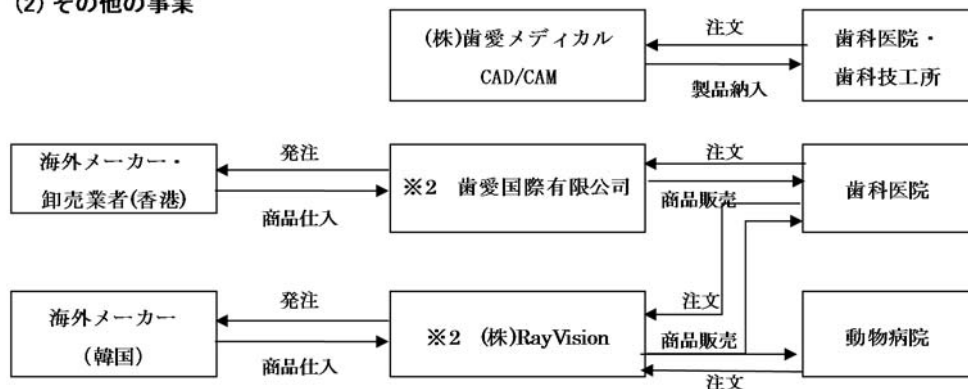 (2) その他の事業
(株)歯愛メディカル
CAD/CAM
注文
製品納入
歯科医院・
歯科技工所
海外メーカー・
卸売業者(香港)
発注
商品仕入
※2 歯愛国際有限公司
注文
商品販売
歯科医院
海外メーカー
(韓国)
発注
商品仕入
※2 (株)RayVision
注文
商品販売
注文
動物病院